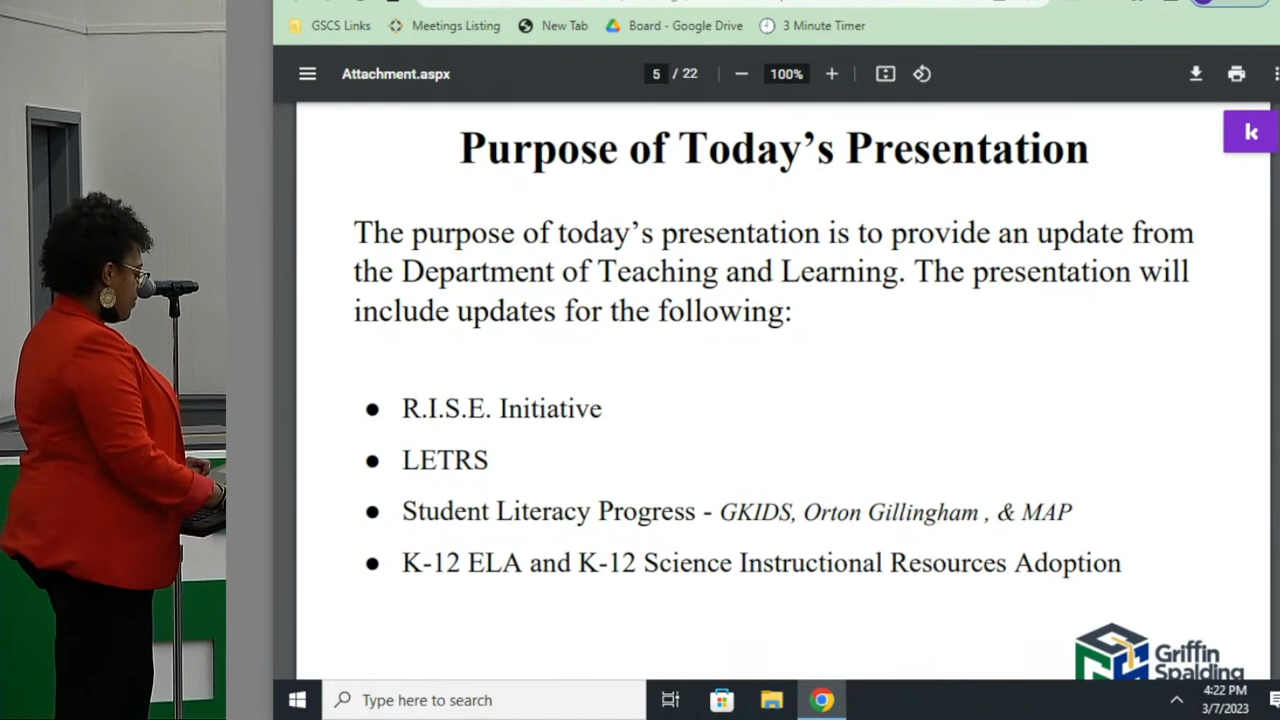 GSCS Links Meetings Listing New Tab Board - Google Drive 3 Minute Timer
Attachment.aspx 5 / 22 100%
k
Purpose of Today's Presentation
The purpose of today's presentation is to provide an update from
the Department of Teaching and Learning. The presentation will
include updates for the following:
● R.I.S.E. Initiative
● LETRS
● Student Literacy Progress - GKIDS, Orton Gillingham , & MAP
● K-12 ELA and K-12 Science Instructional Resources Adoption
Griffin
Spalding
Type here to search
4:22 PM
3/7/2023